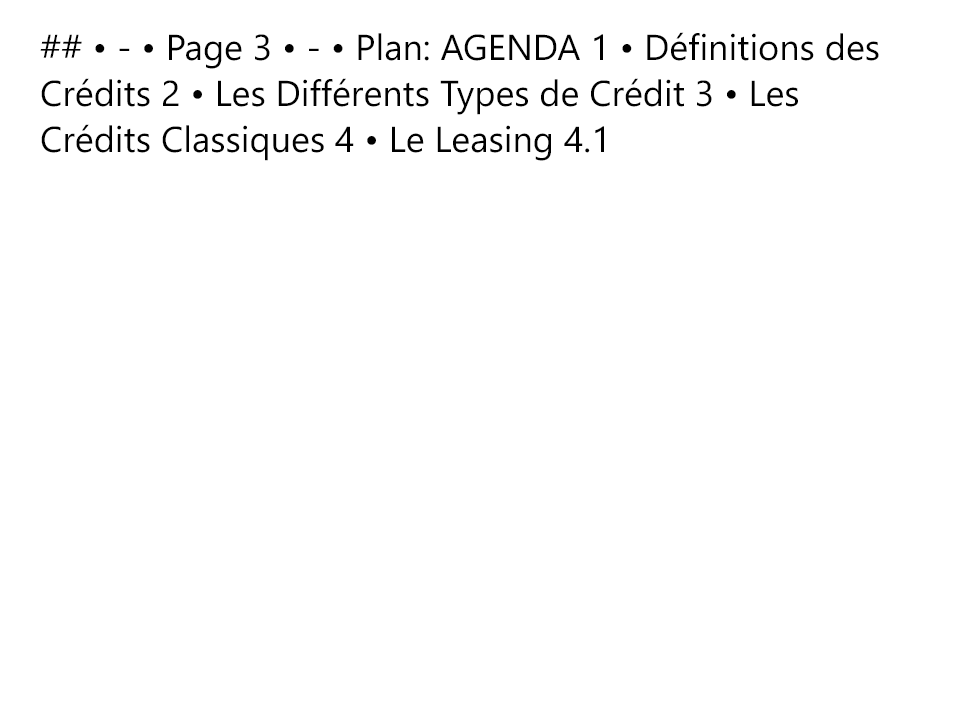 ## • - • Page 3 • - • Plan: AGENDA 1 • Définitions des
Crédits 2 • Les Différents Types de Crédit 3 • Les
Crédits Classiques 4 • Le Leasing 4.1